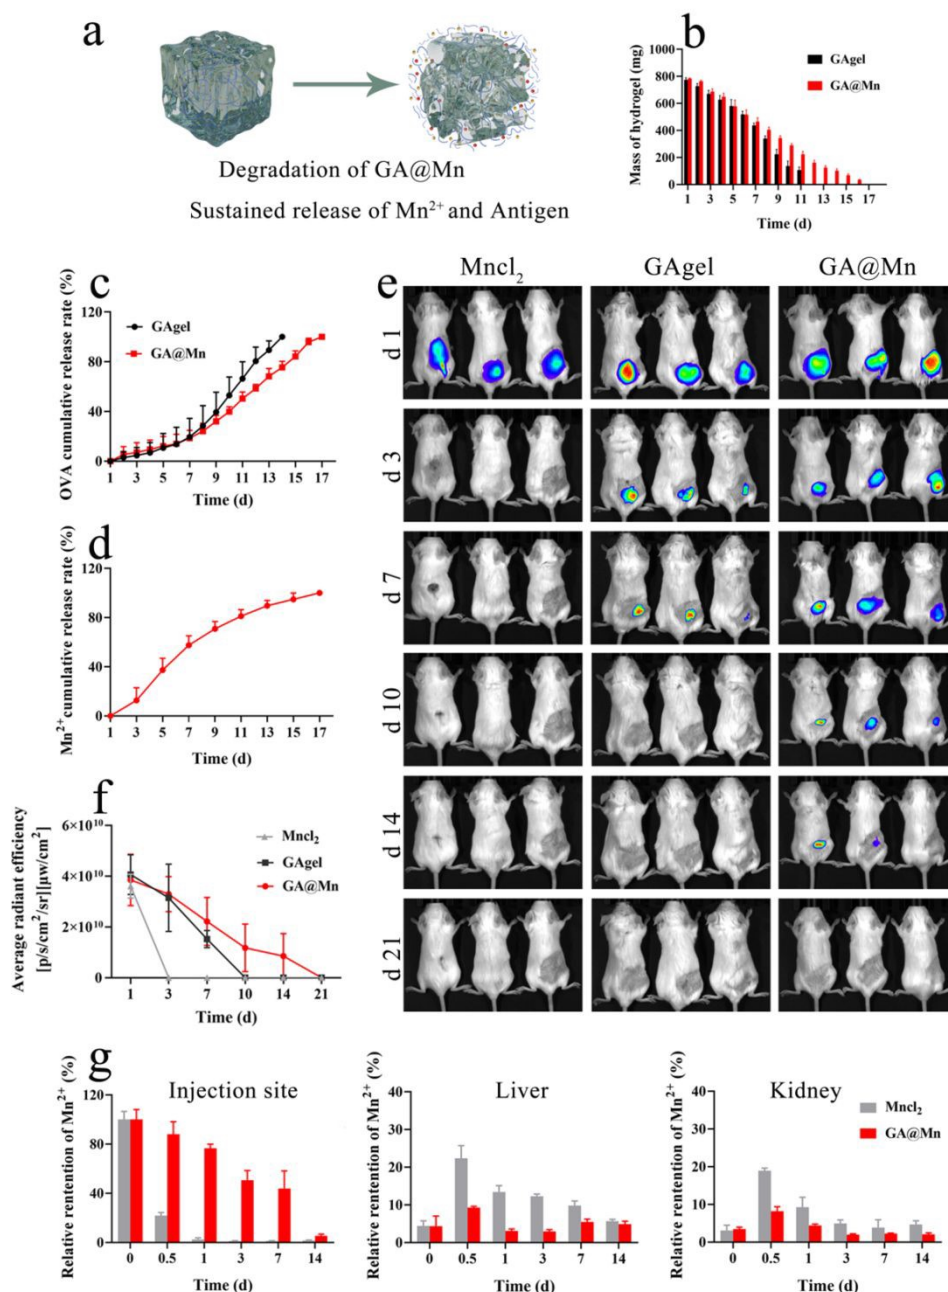 a
Degradation of GA@Mn
Sustained release of Mn²⁺ and Antigen
b
Mass of hydrogel (mg)
1000
800
600
400
200
0
GAgel
GA@Mn
1 3 5 7 9 11 13 15 17
Time (d)
c
OVA cumulative release rate (%)
120
80
40
0
GAgel
GA@Mn
1 2 3 4 5 6 7 8 9 10 11 12 13 14 15 16 17
Time (d)
d
Mn²⁺cumulative release rate (%)
120
80
40
0
1 3 5 7 9 11 13 15 17
Time (d)
e
Mncl₂ GAgel GA@Mn
d 1
d 3
d 7
d 10
d 14
d 21
f
Average radiant efficiency
[p/s/cm²/sr][μw/cm²]
6×10¹⁰
4×10¹⁰
2×10¹⁰
0
Mncl₂
GAgel
GA@Mn
1 3 7 10 14 21
Time (d)
g
Relative rentention of Mn²⁺ (%)
Injection site
120
80
40
0
0 0.5 1 3 7 14
Time (d)
Relative rentention of Mn²⁺ (%)
Liver
40
30
20
10
0
0 0.5 1 3 7 14
Time (d)
Relative rentention of Mn²⁺ (%)
Kidney
40
30
20
10
0
Mncl₂
GA@Mn
0 0.5 1 3 7 14
Time (d)